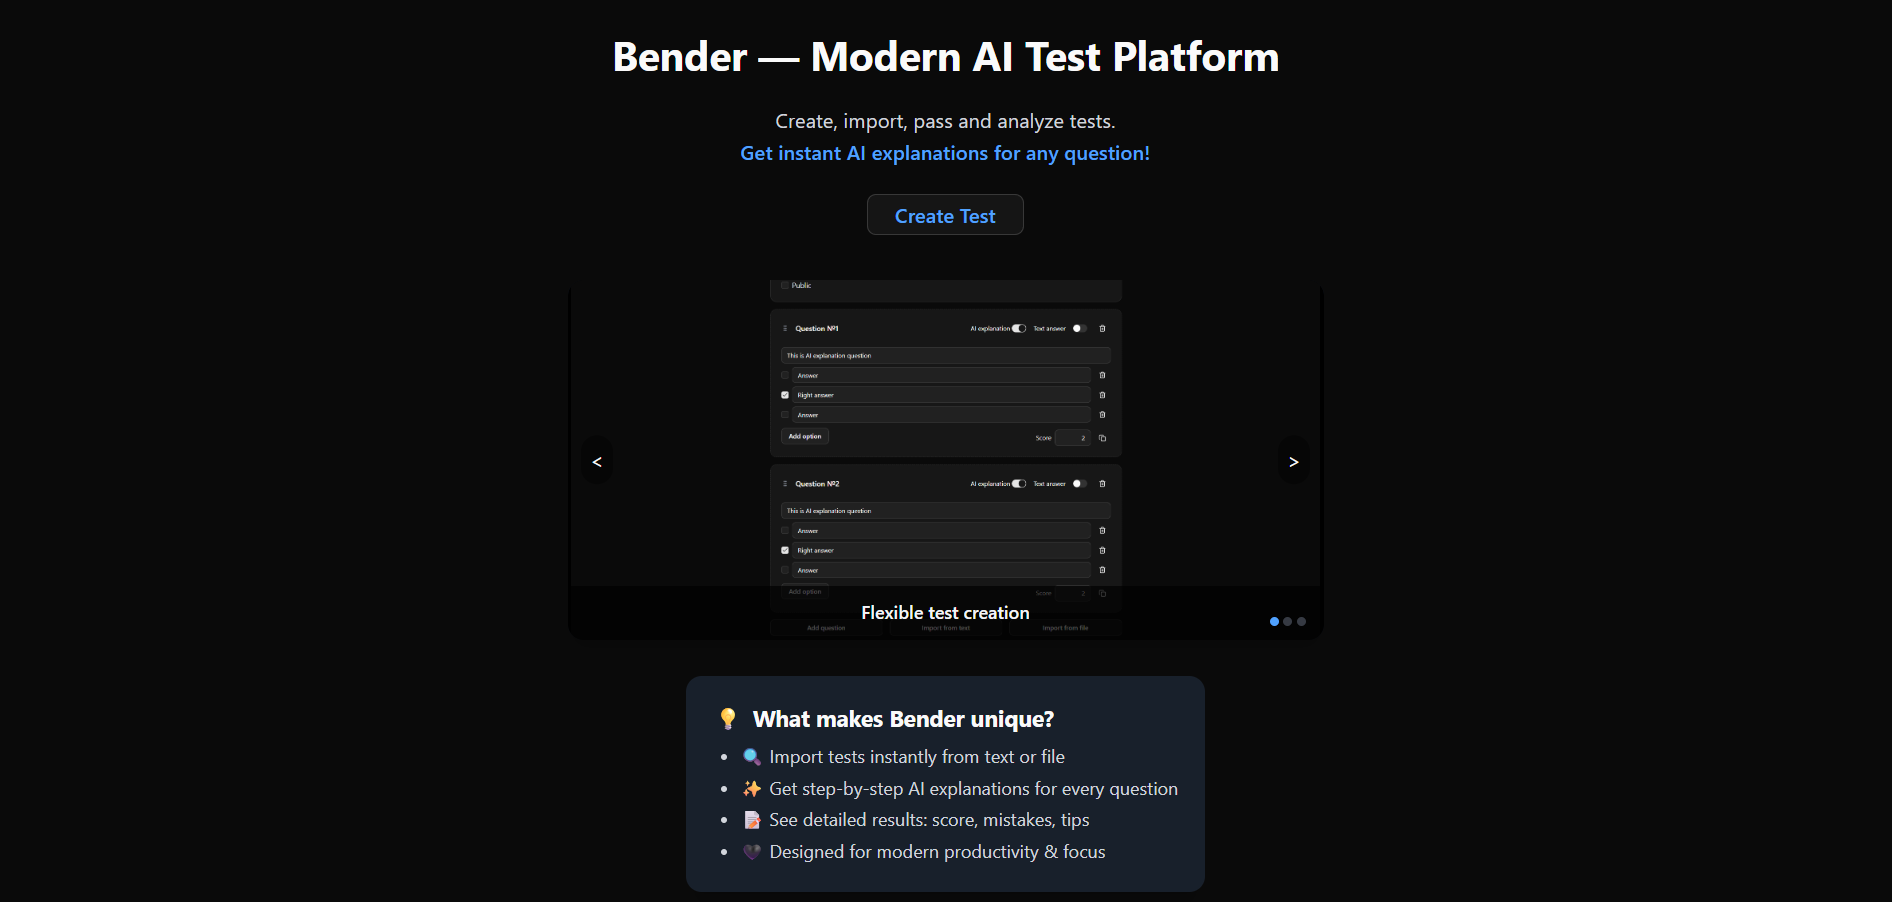 Bender — Modern AI Test Platform
Create, import, pass and analyze tests.
Get instant AI explanations for any question!
Create Test
Public
Question №1 AI explanation Text answer
This is AI explanation question
Answer
Right answer
Answer
Add option Score 2
Question №2 AI explanation Text answer
This is AI explanation question
Answer
Right answer
Answer
Add option Score 2
Flexible test creation
Add question Import from text Import from file
< >
💡 What makes Bender unique?
• 🔍 Import tests instantly from text or file
• ✨ Get step-by-step AI explanations for every question
• 📝 See detailed results: score, mistakes, tips
• 🖤 Designed for modern productivity & focus